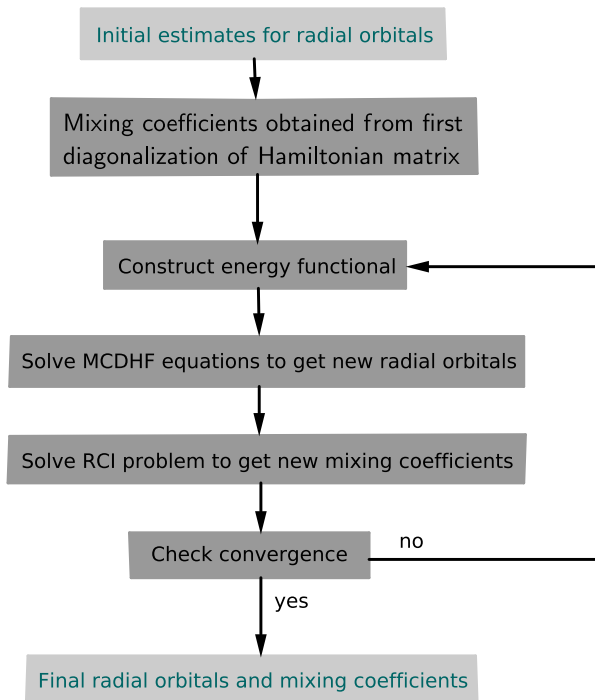 Initial estimates for radial orbitals
Mixing coefficients obtained from first
diagonalization of Hamiltonian matrix
Construct energy functional
Solve MCDHF equations to get new radial orbitals
Solve RCI problem to get new mixing coefficients
Check convergence
no
yes
Final radial orbitals and mixing coefficients